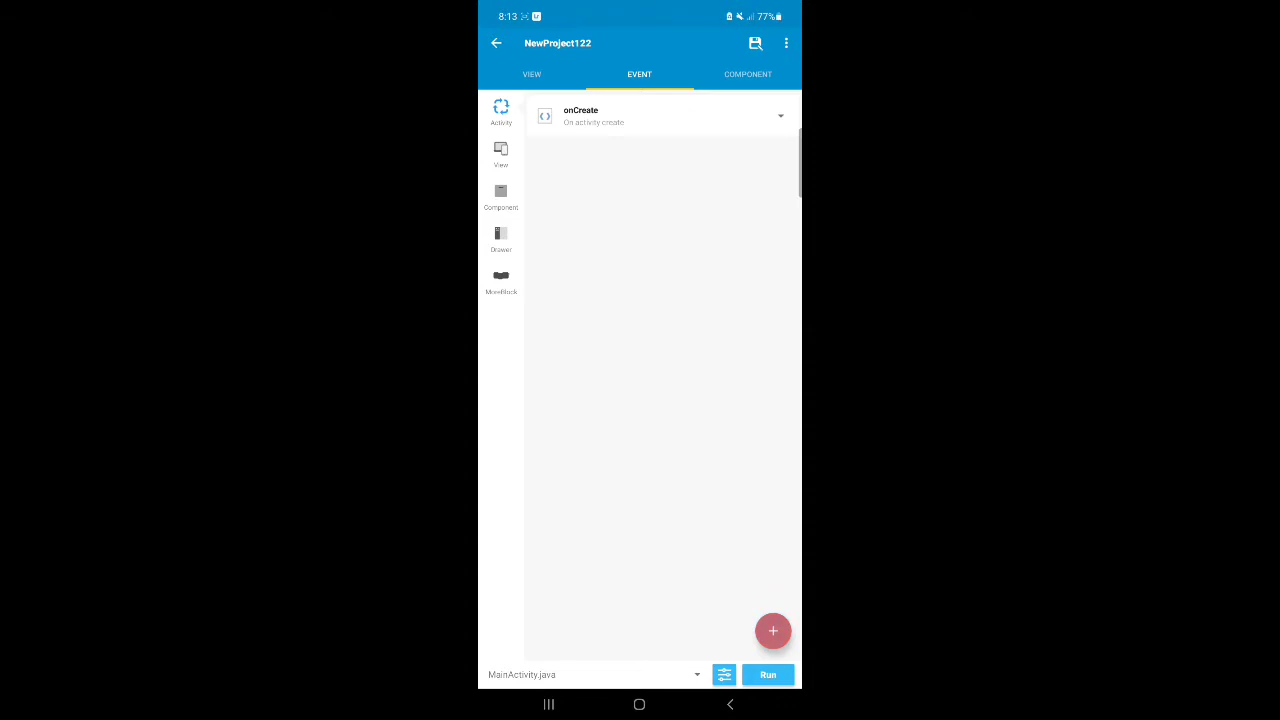 8:13
77%
NewProject122
VIEW
EVENT
COMPONENT
Activity
onCreate
On activity create
View
Component
Drawer
MoreBlock
MainActivity.java
Run